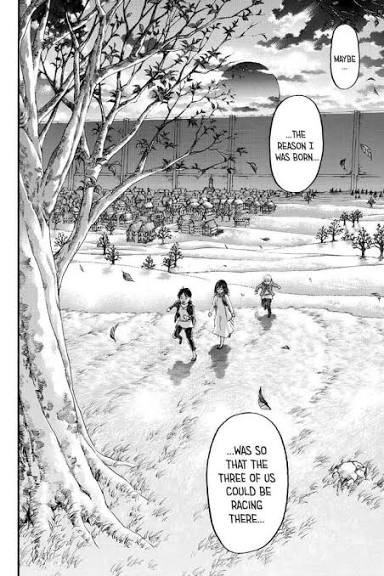 MAYBE
...
...THE
REASON I
WAS BORN...
...WAS SO
THAT THE
THREE OF US
COULD BE
RACING
THERE...